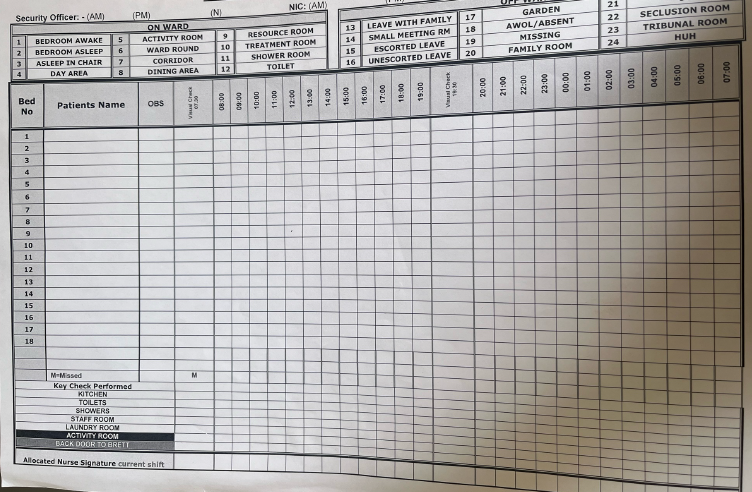 Security Officer: - (AM) (PM) (N) NIC: (AM)
ON WARD
1 BEDROOM AWAKE 5 ACTIVITY ROOM 9 RESOURCE ROOM
2 BEDROOM ASLEEP 6 WARD ROUND 10 TREATMENT ROOM
3 ASLEEP IN CHAIR 7 CORRIDOR 11 SHOWER ROOM
4 DAY AREA 8 DINING AREA 12 TOILET
13 LEAVE WITH FAMILY 17 GARDEN 21
14 SMALL MEETING RM 18 AWOL/ABSENT 22 SECLUSION ROOM
15 ESCORTED LEAVE 19 MISSING 23 TRIBUNAL ROOM
16 UNESCORTED LEAVE 20 FAMILY ROOM 24 HUH
Bed No Patients Name OBS Visual Check 07:30 08:00 09:00 10:00 11:00 12:00 13:00 14:00 15:00 16:00 17:00 18:00 19:00 Visual Check 19:30 20:00 21:00 22:00 23:00 00:00 01:00 02:00 03:00 04:00 05:00 06:00 07:00
1
2
3
4
5
6
7
8
9
10
11
12
13
14
15
16
17
18
M=Missed M
Key Check Performed
KITCHEN
TOILETS
SHOWERS
STAFF ROOM
LAUNDRY ROOM
ACTIVITY ROOM
BACK DOOR TO BRETT
Allocated Nurse Signature current shift